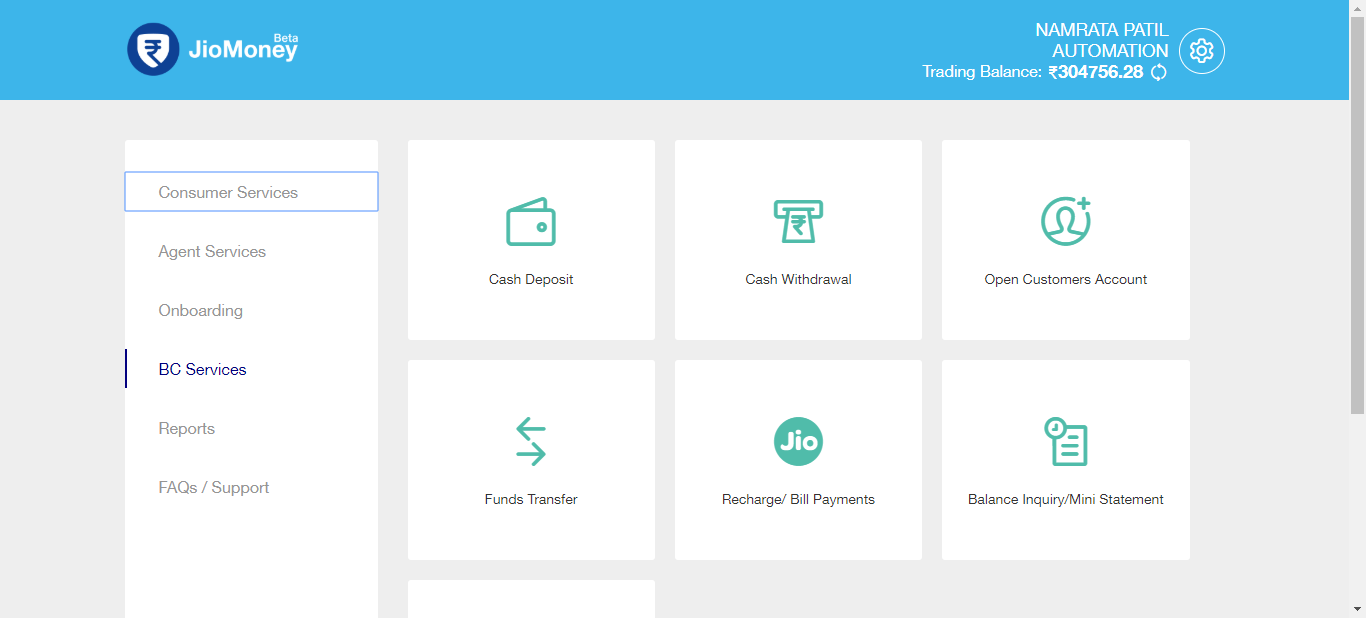 Beta
JioMoney
NAMRATA PATIL
AUTOMATION
Trading Balance: ₹304756.28
Consumer Services
Agent Services
Onboarding
BC Services
Reports
FAQs / Support
Cash Deposit
Cash Withdrawal
Open Customers Account
Funds Transfer
Jio
Recharge/ Bill Payments
Balance Inquiry/Mini Statement